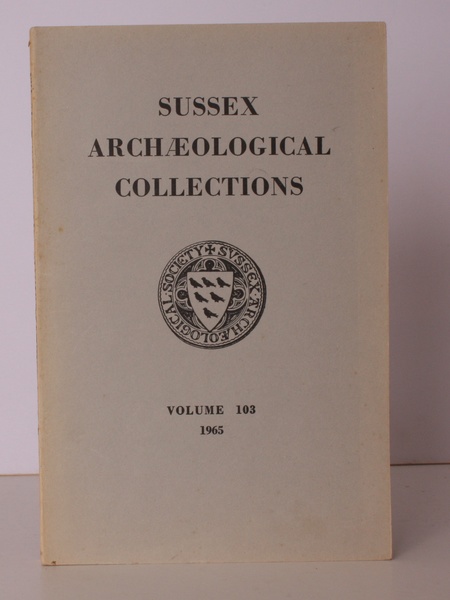 SUSSEX
ARCHÆOLOGICAL
COLLECTIONS
✠ SVSSEX·ARCHÆOLOGICAL·SOCIETY
VOLUME 103
1965